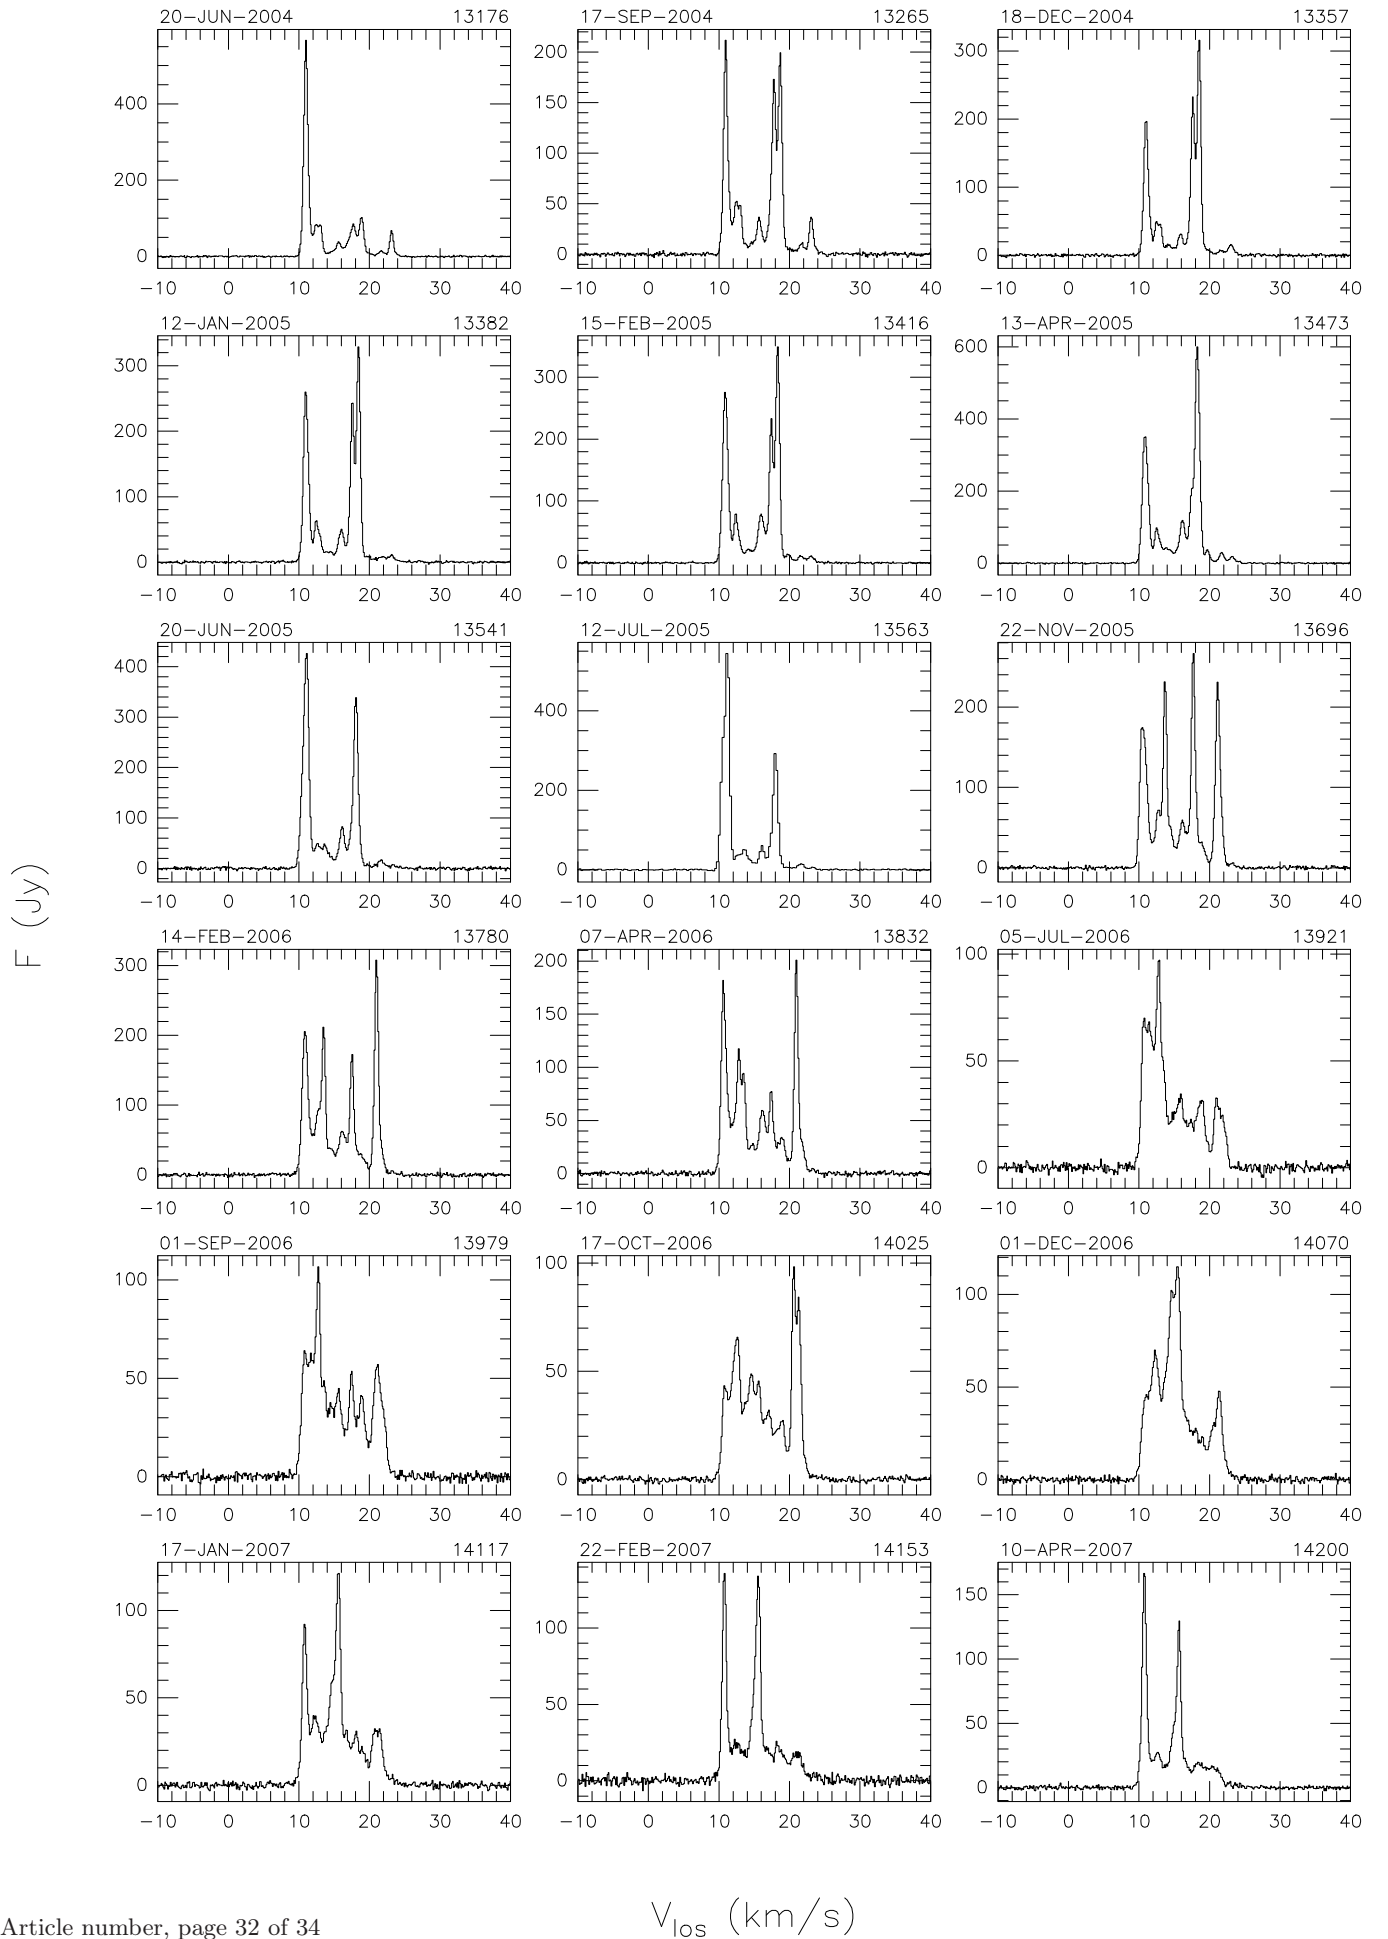 20-JUN-2004 13176 17-SEP-2004 13265 18-DEC-2004 13357
400 200 0
200 150 100 50 0
300 200 100 0
-10 0 10 20 30 40 -10 0 10 20 30 40 -10 0 10 20 30 40
12-JAN-2005 13382 15-FEB-2005 13416 13-APR-2005 13473
300 200 100 0
300 200 100 0
600 400 200 0
-10 0 10 20 30 40 -10 0 10 20 30 40 -10 0 10 20 30 40
20-JUN-2005 13541 12-JUL-2005 13563 22-NOV-2005 13696
400 300 200 100 0
400 200 0
200 100 0
-10 0 10 20 30 40 -10 0 10 20 30 40 -10 0 10 20 30 40
F (Jy)
14-FEB-2006 13780 07-APR-2006 13832 05-JUL-2006 13921
300 200 100 0
200 150 100 50 0
100 50 0
-10 0 10 20 30 40 -10 0 10 20 30 40 -10 0 10 20 30 40
01-SEP-2006 13979 17-OCT-2006 14025 01-DEC-2006 14070
100 50 0
100 50 0
100 50 0
-10 0 10 20 30 40 -10 0 10 20 30 40 -10 0 10 20 30 40
17-JAN-2007 14117 22-FEB-2007 14153 10-APR-2007 14200
100 50 0
100 50 0
150 100 50 0
-10 0 10 20 30 40 -10 0 10 20 30 40 -10 0 10 20 30 40
V_los (km/s)
Article number, page 32 of 34